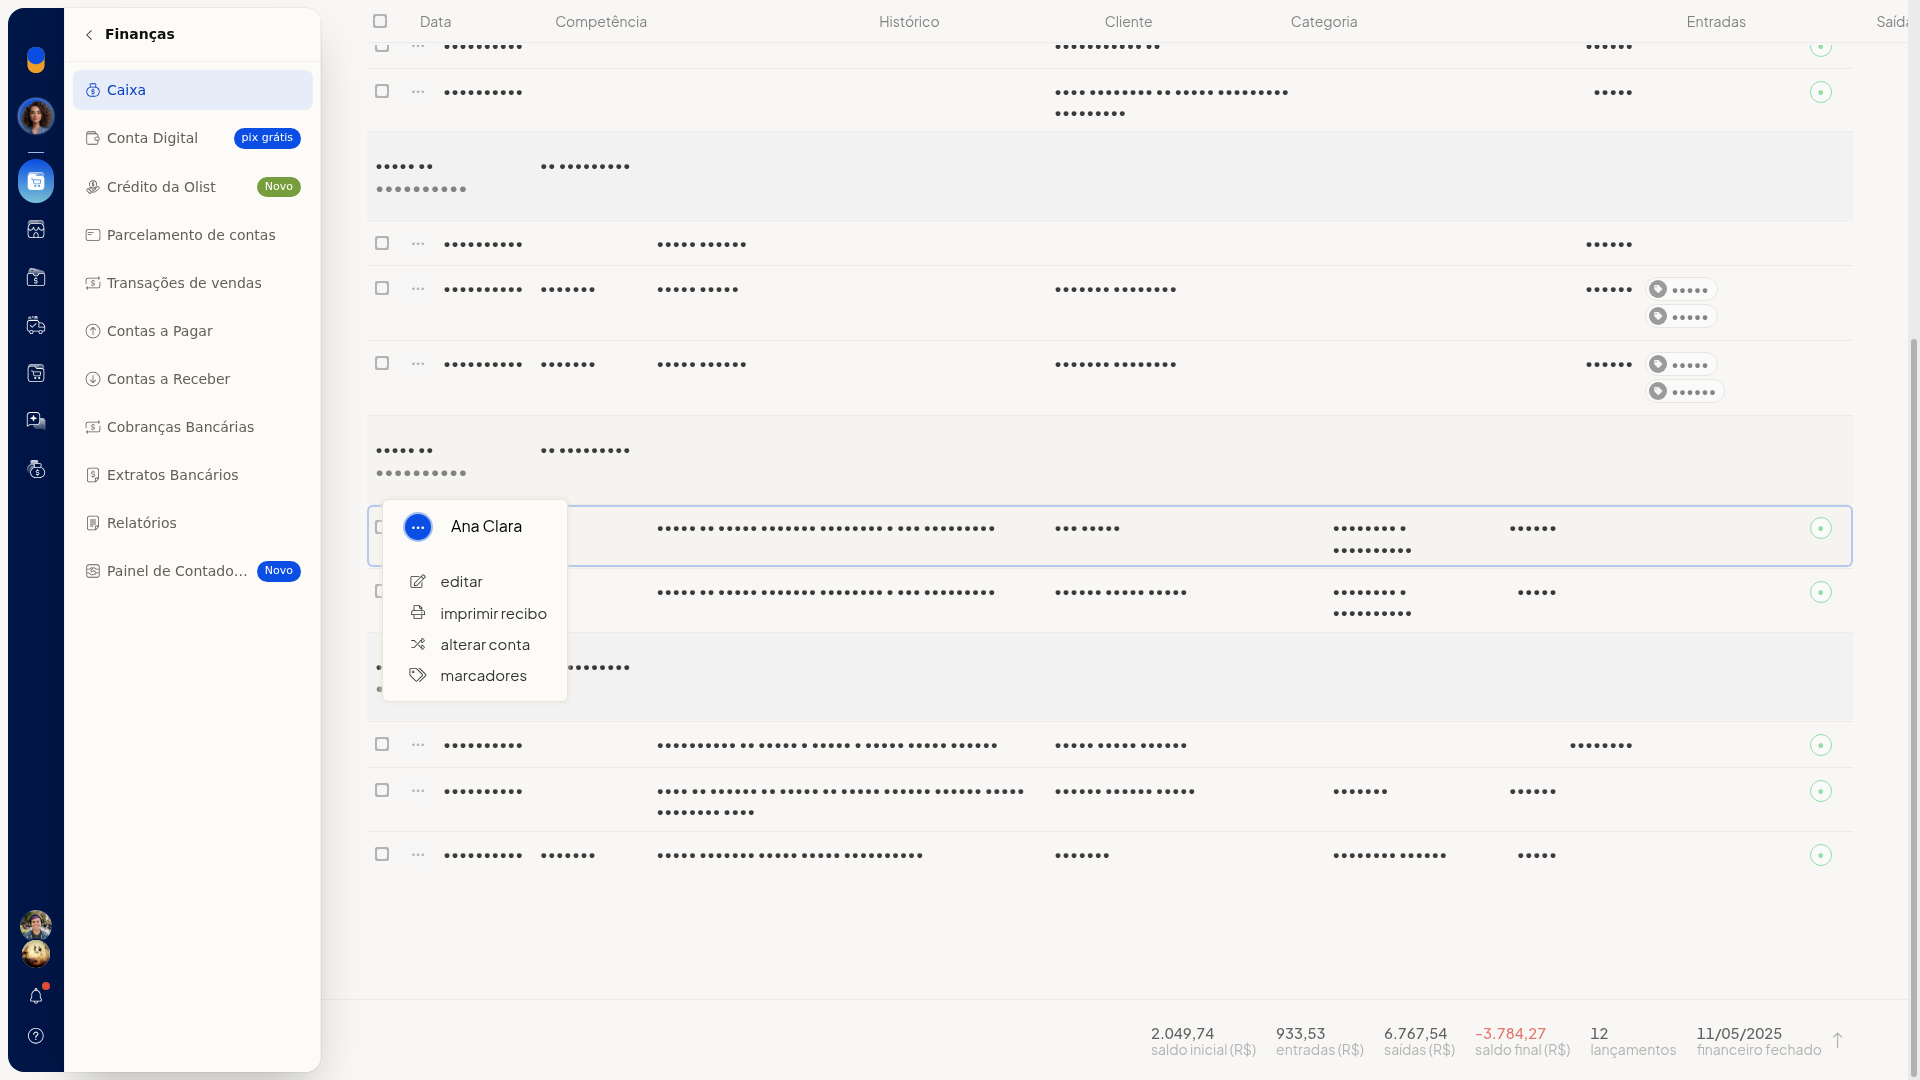 Finanças
Caixa
Conta Digital pix grátis
Crédito da Olist Novo
Parcelamento de contas
Transações de vendas
Contas a Pagar
Contas a Receber
Cobranças Bancárias
Extratos Bancários
Relatórios
Painel de Contado... Novo
Data Competência Histórico Cliente Categoria Entradas Saída
Ana Clara
editar
imprimir recibo
alterar conta
marcadores
2.049,74 933,53 6.767,54 -3.784,27 12 11/05/2025
saldo inicial (R$) entradas (R$) saídas (R$) saldo final (R$) lançamentos financeiro fechado